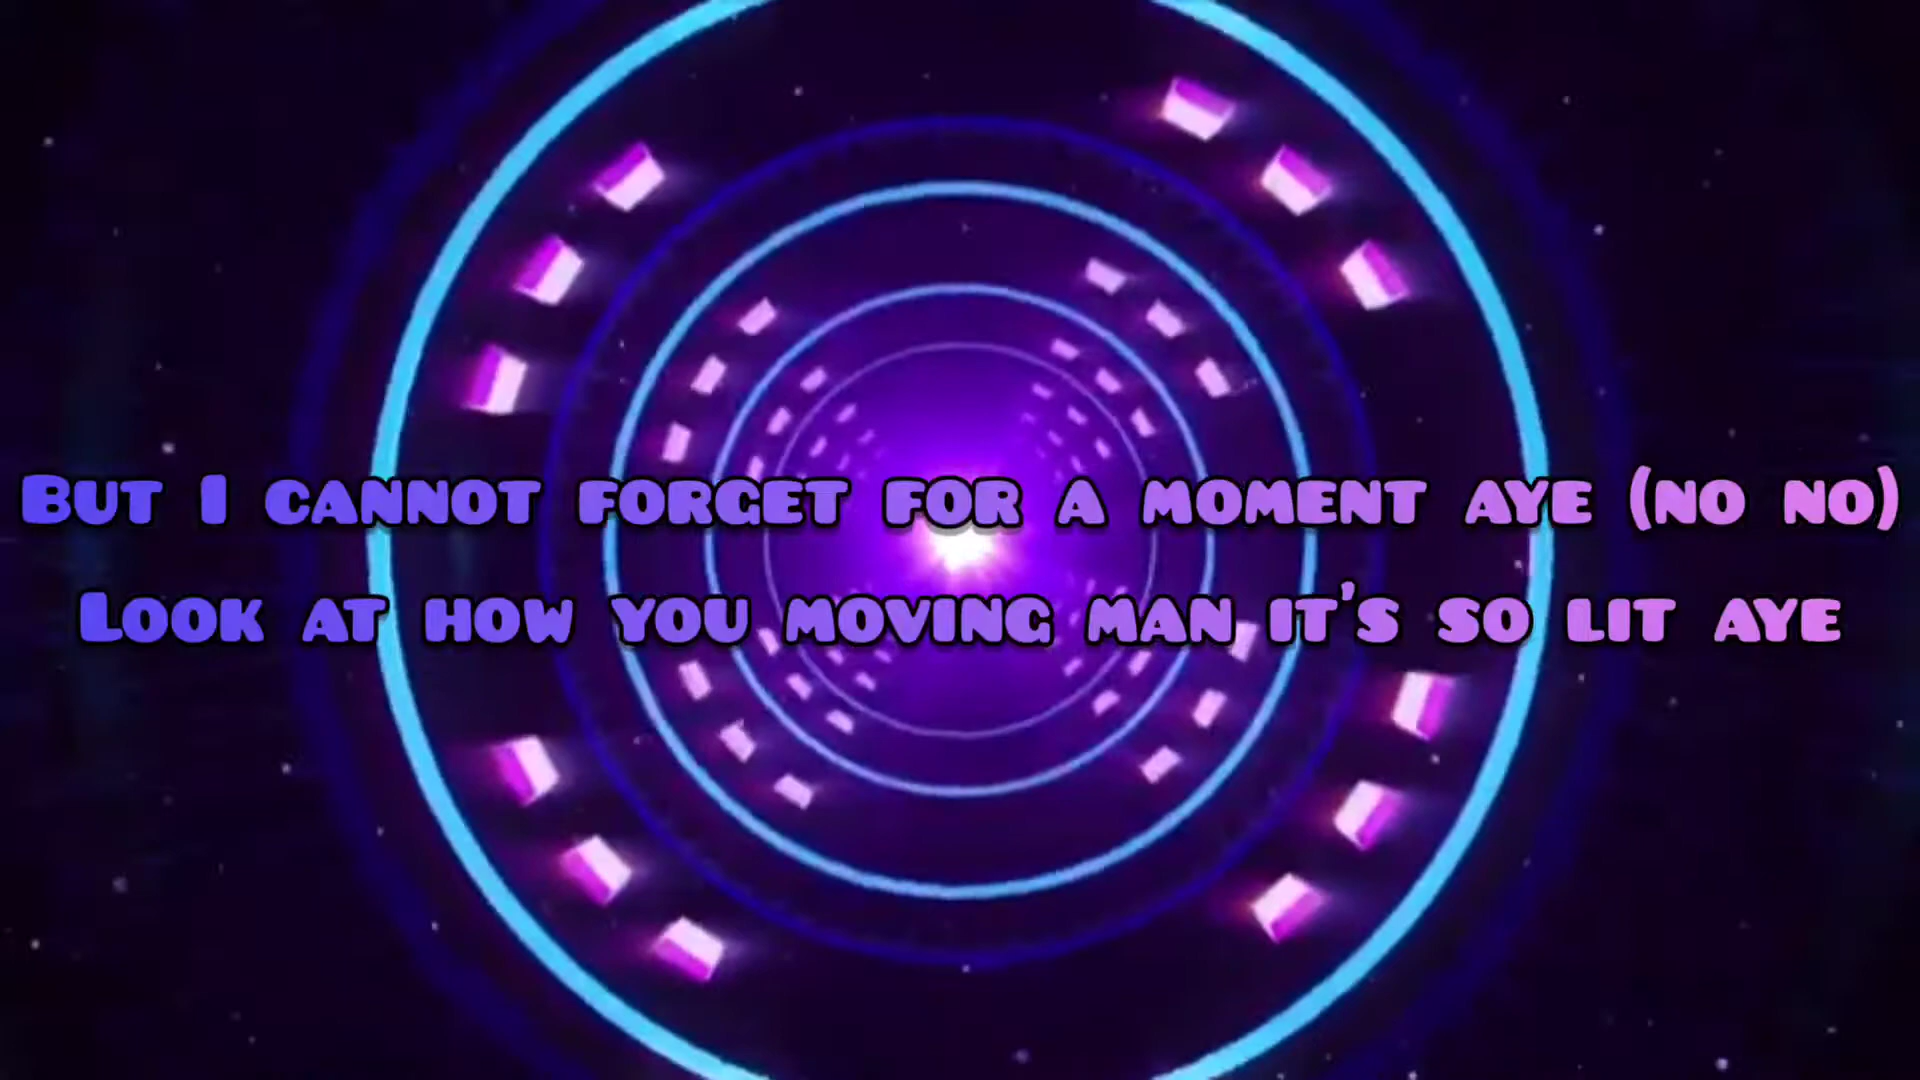 But I cannot forget for a moment aye (no no)
Look at how you moving man it's so lit aye